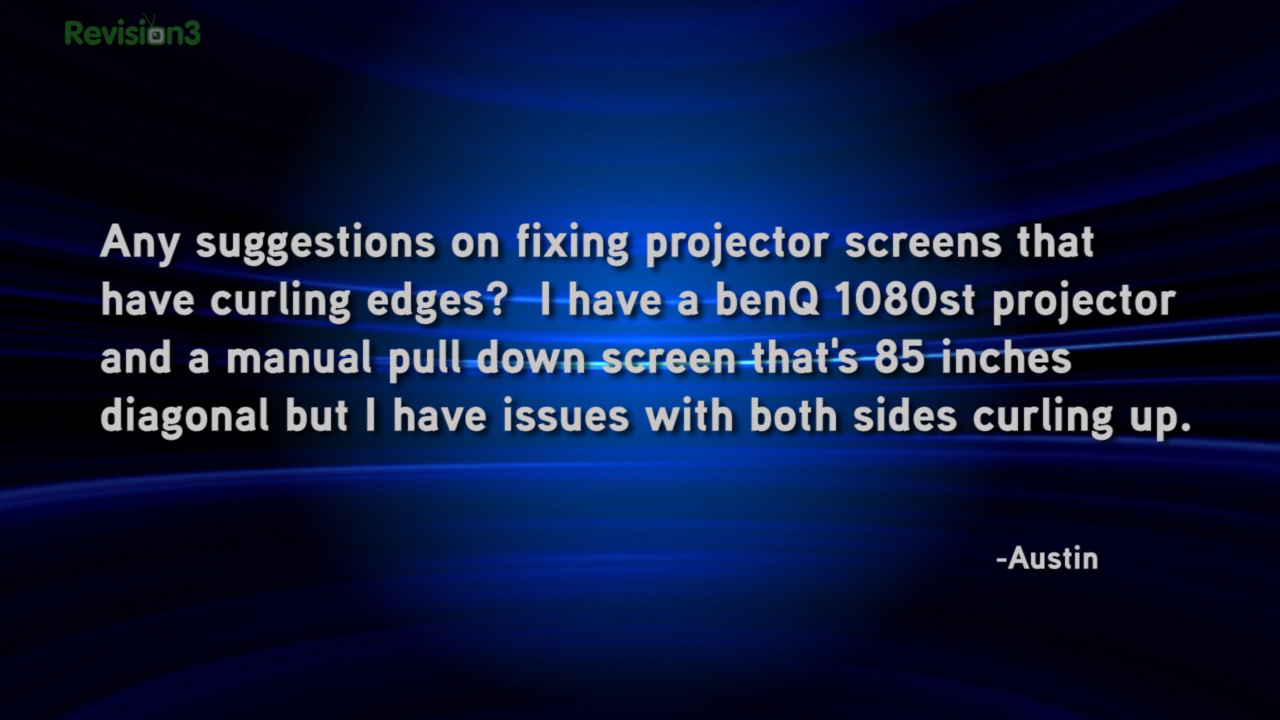 Revision3
Any suggestions on fixing projector screens that
have curling edges?  I have a benQ 1080st projector
and a manual pull down screen that's 85 inches
diagonal but I have issues with both sides curling up.
-Austin